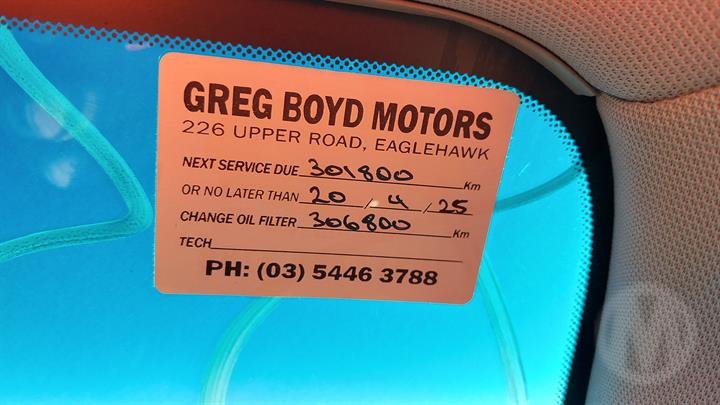 GREG BOYD MOTORS
226 UPPER ROAD, EAGLEHAWK
NEXT SERVICE DUE 301800 Km
OR NO LATER THAN 20 / 4 / 25
CHANGE OIL FILTER 306800 Km
TECH
PH: (03) 5446 3788
M